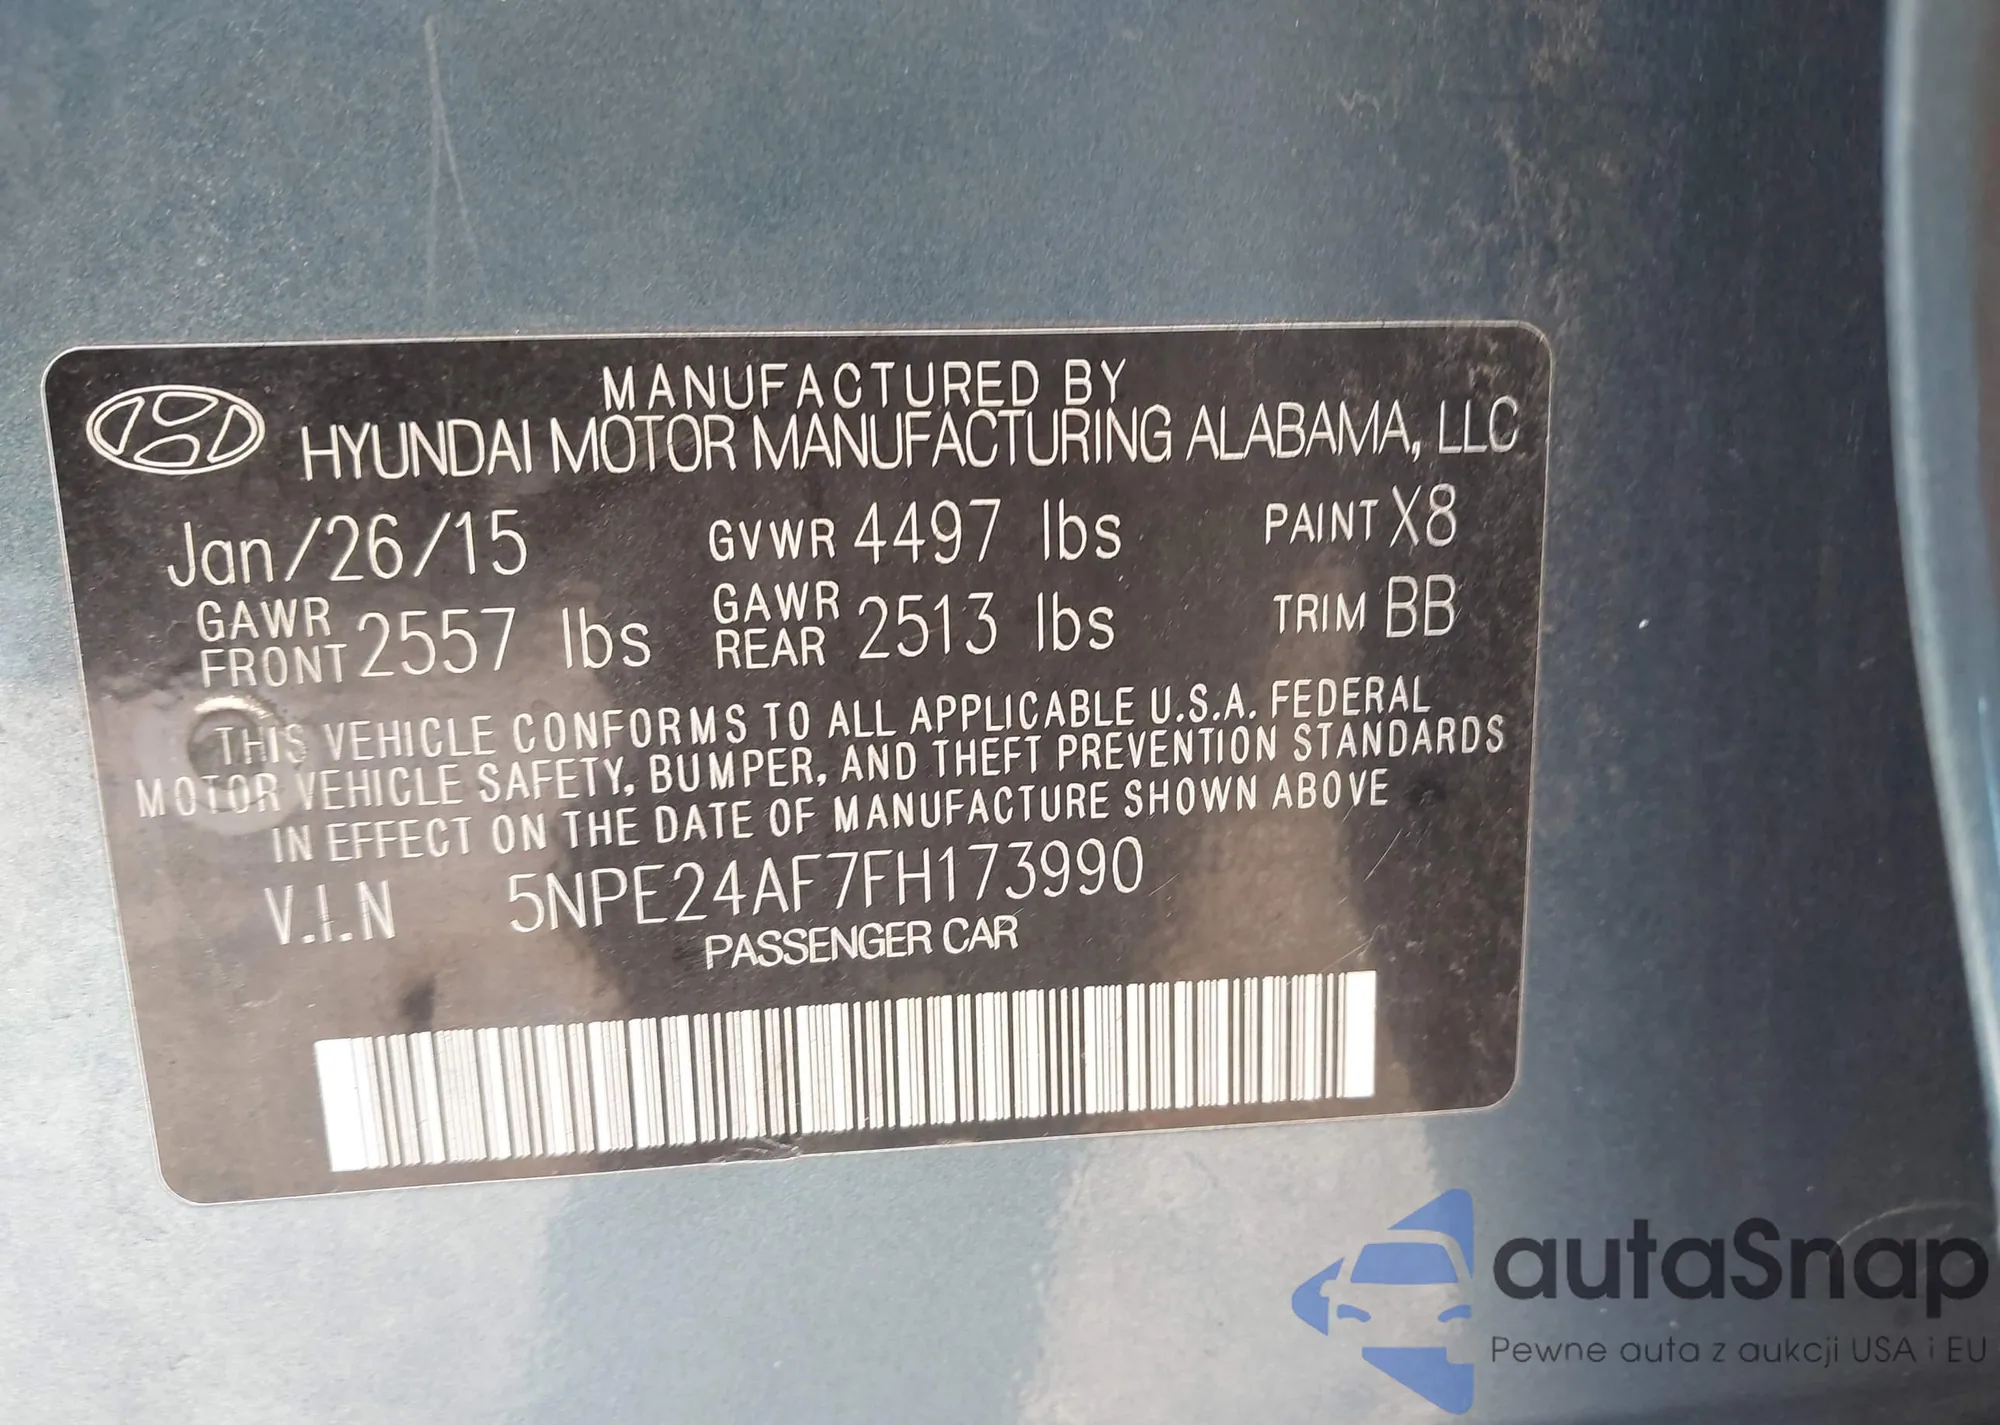 MANUFACTURED BY
HYUNDAI MOTOR MANUFACTURING ALABAMA, LLC
Jan/26/15 GVWR 4497 lbs PAINT X8
GAWR FRONT 2557 lbs GAWR REAR 2513 lbs TRIM BB
THIS VEHICLE CONFORMS TO ALL APPLICABLE U.S.A. FEDERAL
MOTOR VEHICLE SAFETY, BUMPER, AND THEFT PREVENTION STANDARDS
IN EFFECT ON THE DATE OF MANUFACTURE SHOWN ABOVE
V.I.N 5NPE24AF7FH173990
PASSENGER CAR
autaSnap
Pewne auta z aukcji USA i EU